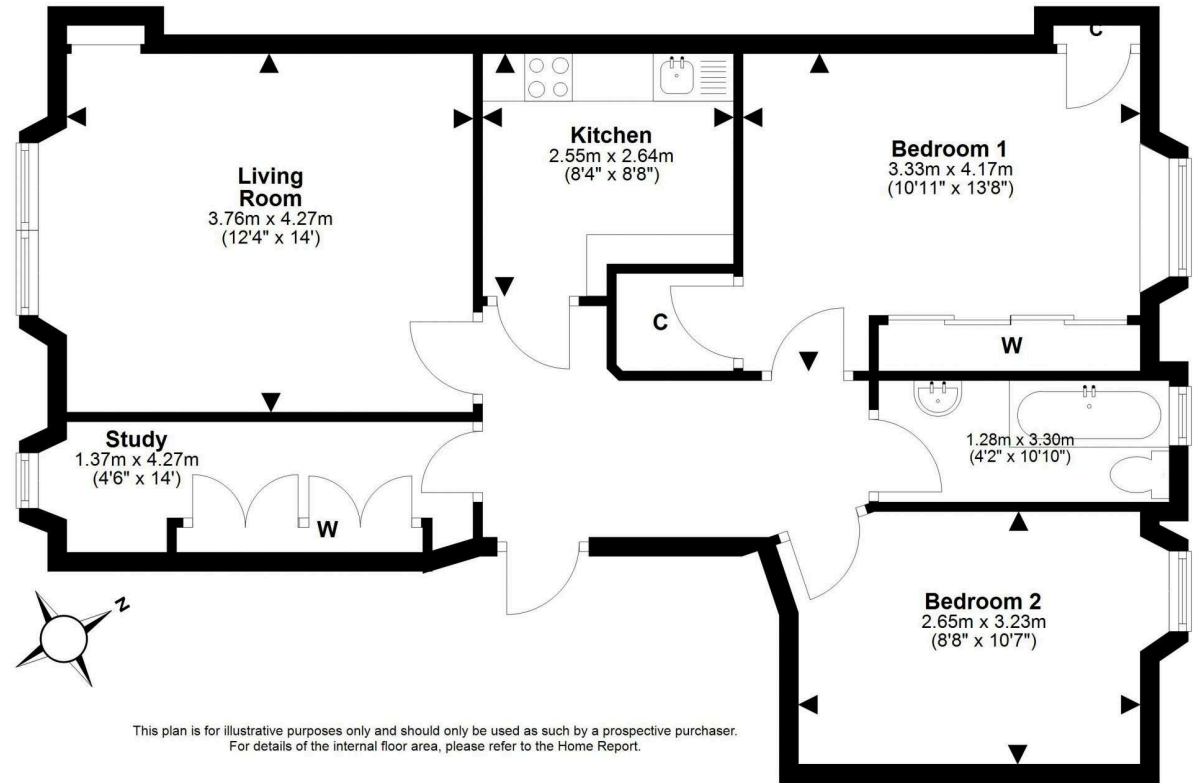 C
Living
Room
3.76m x 4.27m
(12'4" x 14')
Kitchen
2.55m x 2.64m
(8'4" x 8'8")
Bedroom 1
3.33m x 4.17m
(10'11" x 13'8")
C
W
Study
1.37m x 4.27m
(4'6" x 14')
W
1.28m x 3.30m
(4'2" x 10'10")
Bedroom 2
2.65m x 3.23m
(8'8" x 10'7")
N
This plan is for illustrative purposes only and should only be used as such by a prospective purchaser.
For details of the internal floor area, please refer to the Home Report.